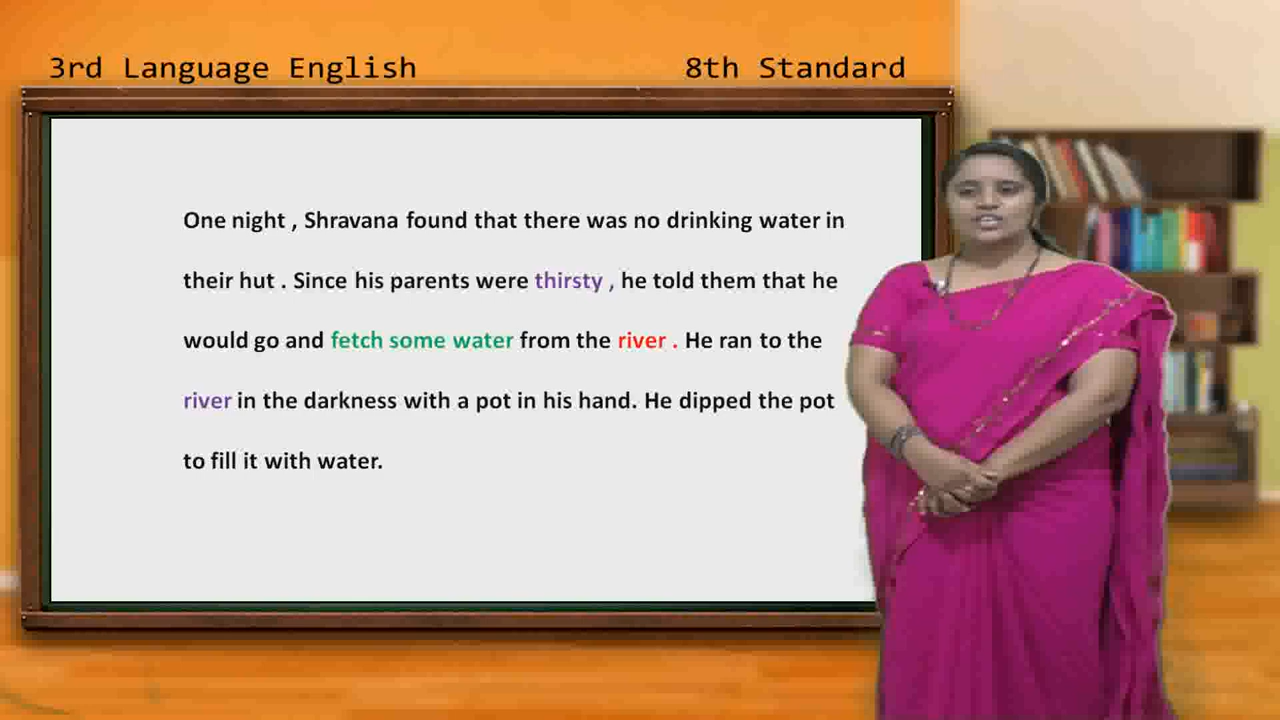 3rd Language English 8th Standard
One night , Shravana found that there was no drinking water in
their hut . Since his parents were thirsty , he told them that he
would go and fetch some water from the river . He ran to the
river in the darkness with a pot in his hand. He dipped the pot
to fill it with water.